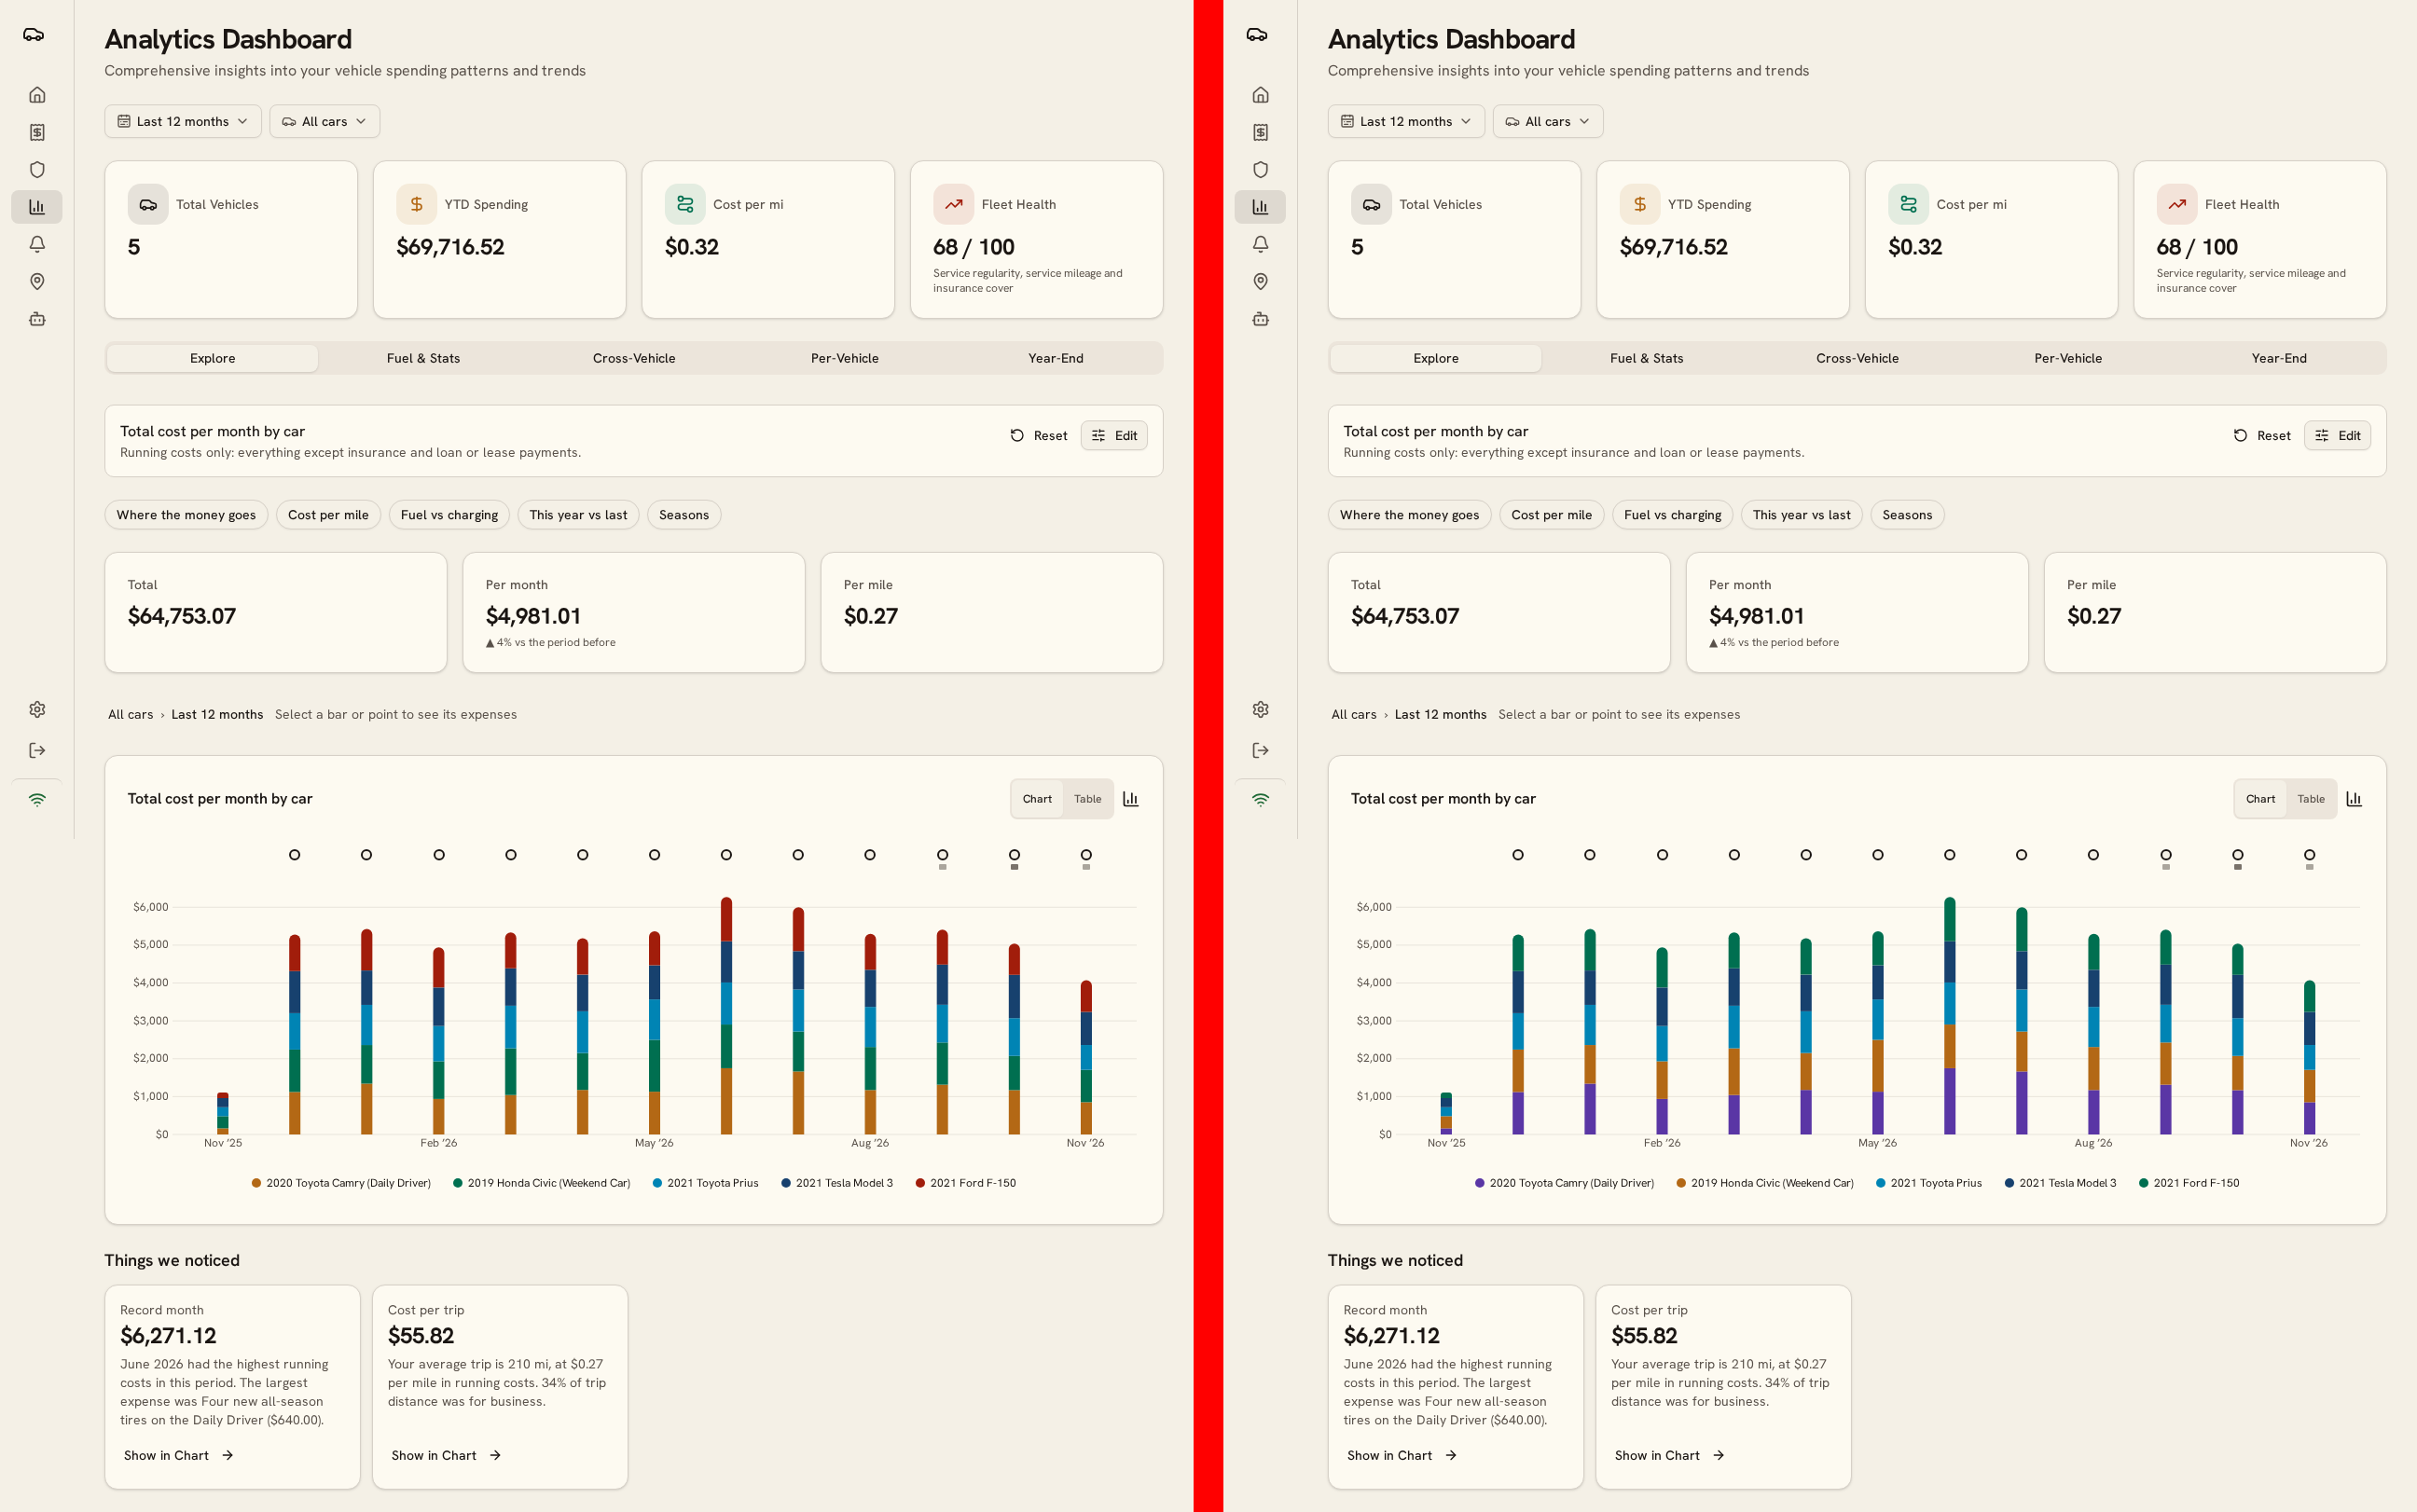 Analytics Dashboard
Comprehensive insights into your vehicle spending patterns and trends
Last 12 months
All cars
Total Vehicles
5
YTD Spending
$69,716.52
Cost per mi
$0.32
Fleet Health
68 / 100
Service regularity, service mileage and
insurance cover
Explore
Fuel & Stats
Cross-Vehicle
Per-Vehicle
Year-End
Total cost per month by car
Running costs only: everything except insurance and loan or lease payments.
Reset
Edit
Where the money goes
Cost per mile
Fuel vs charging
This year vs last
Seasons
Total
$64,753.07
Per month
$4,981.01
▲ 4% vs the period before
Per mile
$0.27
All cars › Last 12 months Select a bar or point to see its expenses
Total cost per month by car
Chart
Table
$6,000
$5,000
$4,000
$3,000
$2,000
$1,000
$0
Nov '25
Feb '26
May '26
Aug '26
Nov '26
2020 Toyota Camry (Daily Driver)
2019 Honda Civic (Weekend Car)
2021 Toyota Prius
2021 Tesla Model 3
2021 Ford F-150
Things we noticed
Record month
$6,271.12
June 2026 had the highest running
costs in this period. The largest
expense was Four new all-season
tires on the Daily Driver ($640.00).
Show in Chart
Cost per trip
$55.82
Your average trip is 210 mi, at $0.27
per mile in running costs. 34% of trip
distance was for business.
Show in Chart
Analytics Dashboard
Comprehensive insights into your vehicle spending patterns and trends
Last 12 months
All cars
Total Vehicles
5
YTD Spending
$69,716.52
Cost per mi
$0.32
Fleet Health
68 / 100
Service regularity, service mileage and
insurance cover
Explore
Fuel & Stats
Cross-Vehicle
Per-Vehicle
Year-End
Total cost per month by car
Running costs only: everything except insurance and loan or lease payments.
Reset
Edit
Where the money goes
Cost per mile
Fuel vs charging
This year vs last
Seasons
Total
$64,753.07
Per month
$4,981.01
▲ 4% vs the period before
Per mile
$0.27
All cars › Last 12 months Select a bar or point to see its expenses
Total cost per month by car
Chart
Table
$6,000
$5,000
$4,000
$3,000
$2,000
$1,000
$0
Nov '25
Feb '26
May '26
Aug '26
Nov '26
2020 Toyota Camry (Daily Driver)
2019 Honda Civic (Weekend Car)
2021 Toyota Prius
2021 Tesla Model 3
2021 Ford F-150
Things we noticed
Record month
$6,271.12
June 2026 had the highest running
costs in this period. The largest
expense was Four new all-season
tires on the Daily Driver ($640.00).
Show in Chart
Cost per trip
$55.82
Your average trip is 210 mi, at $0.27
per mile in running costs. 34% of trip
distance was for business.
Show in Chart